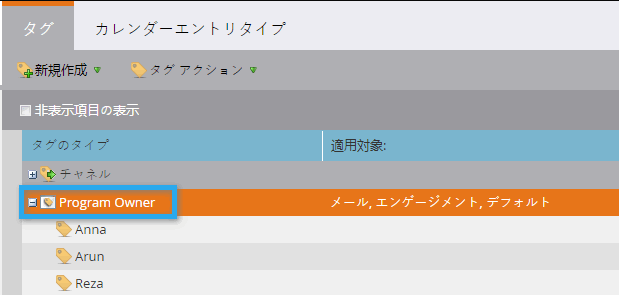 タグ カレンダーエントリタイプ
新規作成 タグ アクション
非表示項目の表示
タグのタイプ 適用対象:
チャネル
Program Owner メール, エンゲージメント, デフォルト
Anna
Arun
Reza